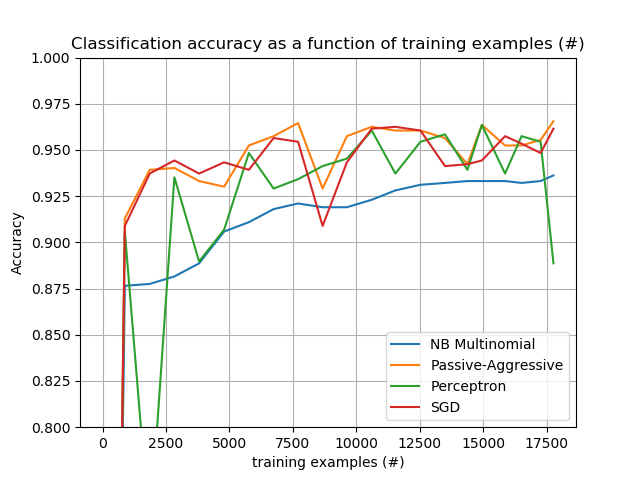 Classification accuracy as a function of training examples (#)
1.000
0.975
0.950
0.925
0.900
0.875
0.850
0.825
0.800
Accuracy
NB Multinomial
Passive-Aggressive
Perceptron
SGD
0 2500 5000 7500 10000 12500 15000 17500
training examples (#)